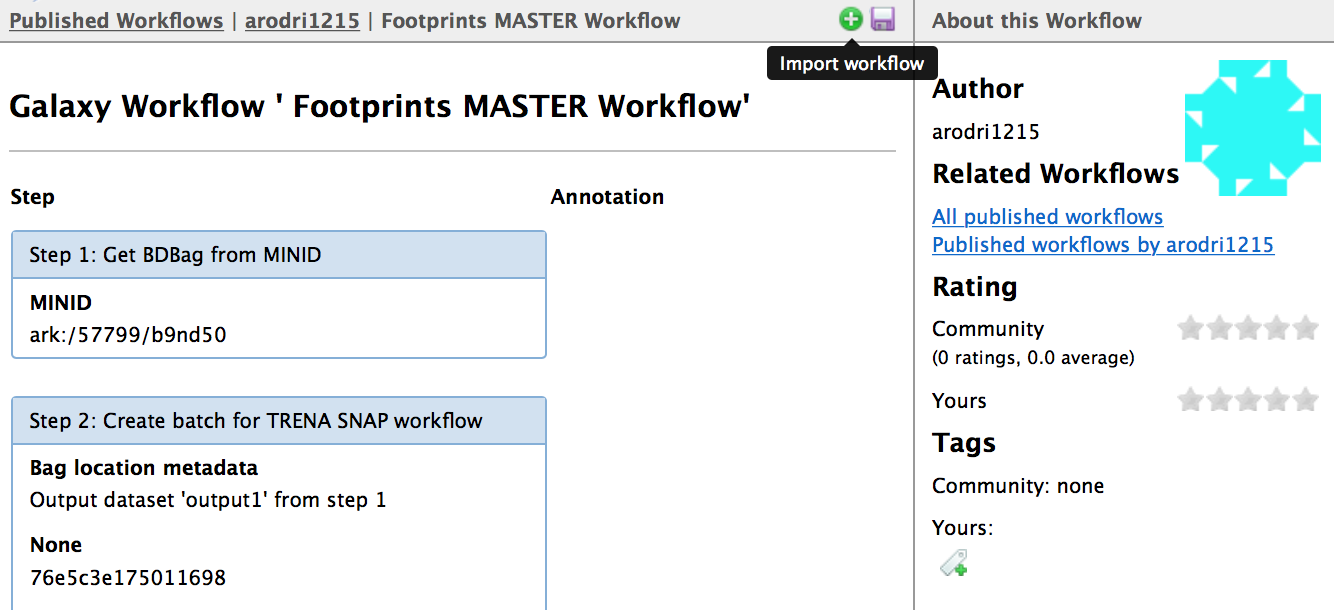 Published Workflows | arodri1215 | Footprints MASTER Workflow
Import workflow
Galaxy Workflow ' Footprints MASTER Workflow'
Step
Annotation
Step 1: Get BDBag from MINID
MINID
ark:/57799/b9nd50
Step 2: Create batch for TRENA SNAP workflow
Bag location metadata
Output dataset 'output1' from step 1
None
76e5c3e175011698
About this Workflow
Author
arodri1215
Related Workflows
All published workflows
Published workflows by arodri1215
Rating
Community
(0 ratings, 0.0 average)
Yours
Tags
Community: none
Yours: